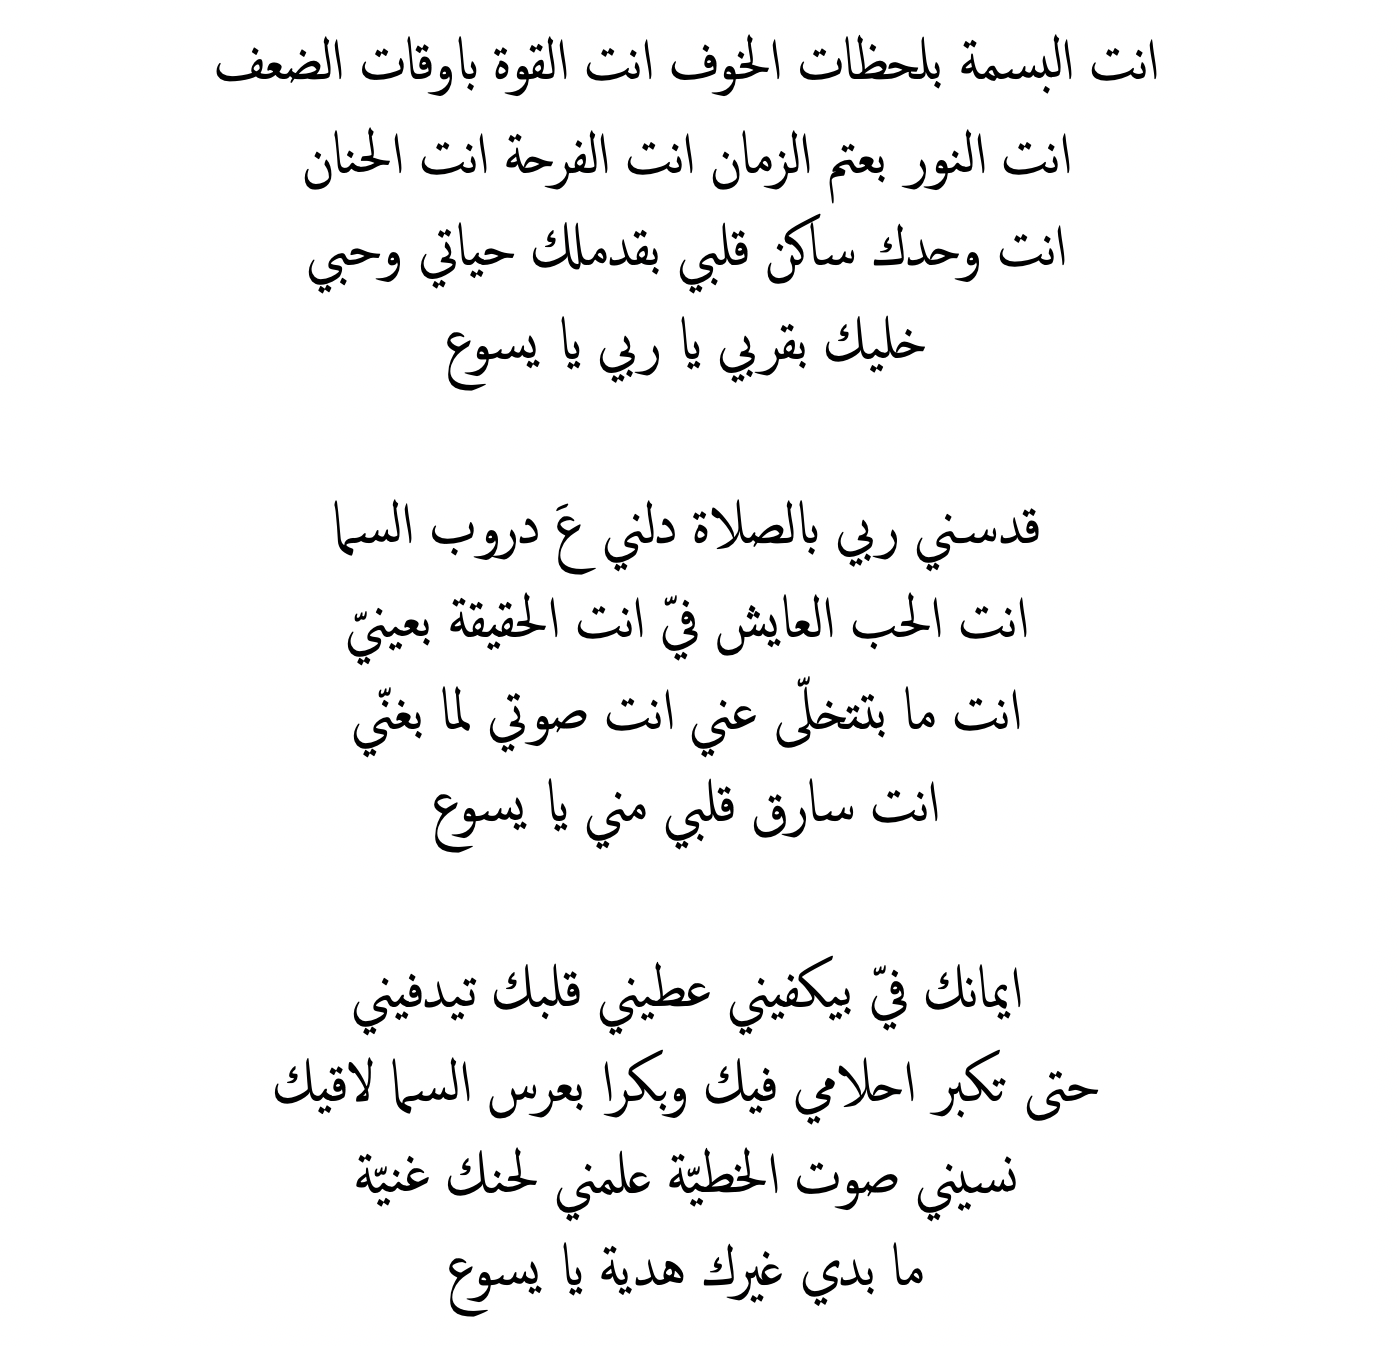 انت البسمة بلحظات الخوف انت القوة باوقات الضعف
انت النور بعتم الزمان انت الفرحة انت الحنان
انت وحدك ساكن قلبي بقدملك حياتي وحبي
خليك بقربي يا ربي يا يسوع
قدسني ربي بالصلاة دلني عَ دروب السما
انت الحب العايش فيّ انت الحقيقة بعينيّ
انت ما بتتخلّى عني انت صوتي لما بغنّي
انت سارق قلبي مني يا يسوع
ايمانك فيّ بيكفيني عطيني قلبك تيدفيني
حتى تكبر احلامي فيك وبكرا بعرس السما لاقيك
نسيني صوت الخطيّة علمني لحنك غنيّة
ما بدي غيرك هدية يا يسوع